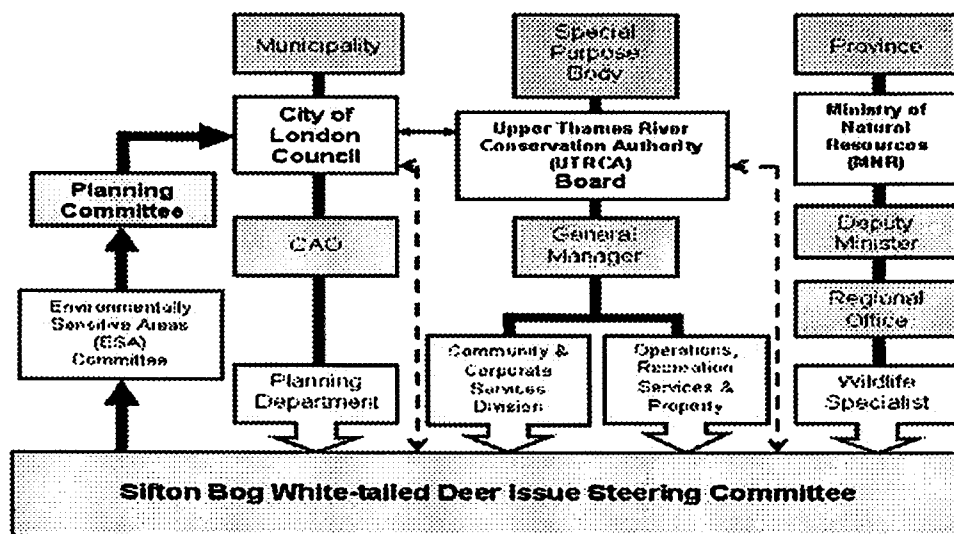 Municipality
City of
London
Council
CAO
Planning
Department
Planning
Committee
Environmentally
Sensitive Areas
(ESA)
Committee
Special
Purpose
Body
Upper Thames River
Conservation Authority
(UTRCA)
Board
General
Manager
Community &
Corporate
Services
Division
Operations,
Recreation
Services &
Property
Province
Ministry of
Natural
Resources
(MNR)
Deputy
Minister
Regional
Office
Wildlife
Specialist
Sifton Bog White-tailed Deer Issue Steering Committee